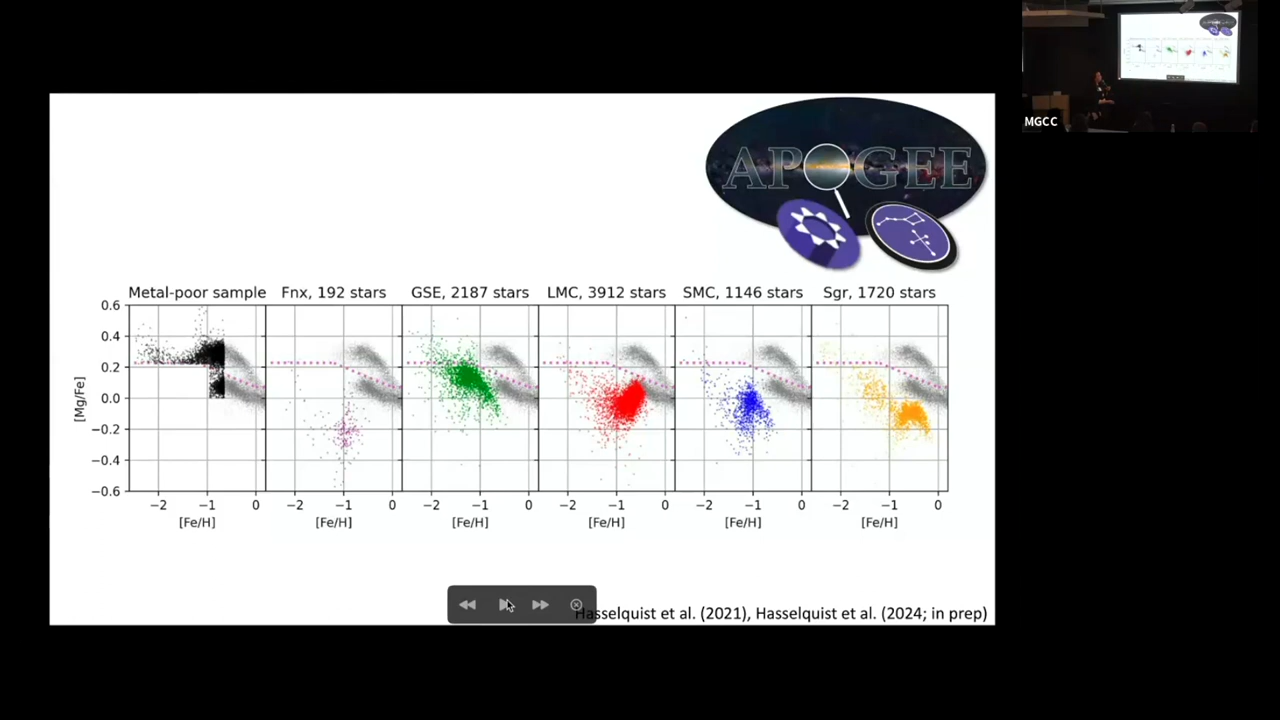 APOGEE
Metal-poor sample
Fnx, 192 stars
GSE, 2187 stars
LMC, 3912 stars
SMC, 1146 stars
Sgr, 1720 stars
0.6
0.4
0.2
0.0
−0.2
−0.4
−0.6
[Mg/Fe]
−2 −1 0
−2 −1 0
−2 −1 0
−2 −1 0
−2 −1 0
−2 −1 0
[Fe/H]
[Fe/H]
[Fe/H]
[Fe/H]
[Fe/H]
[Fe/H]
Hasselquist et al. (2021), Hasselquist et al. (2024; in prep)
MGCC